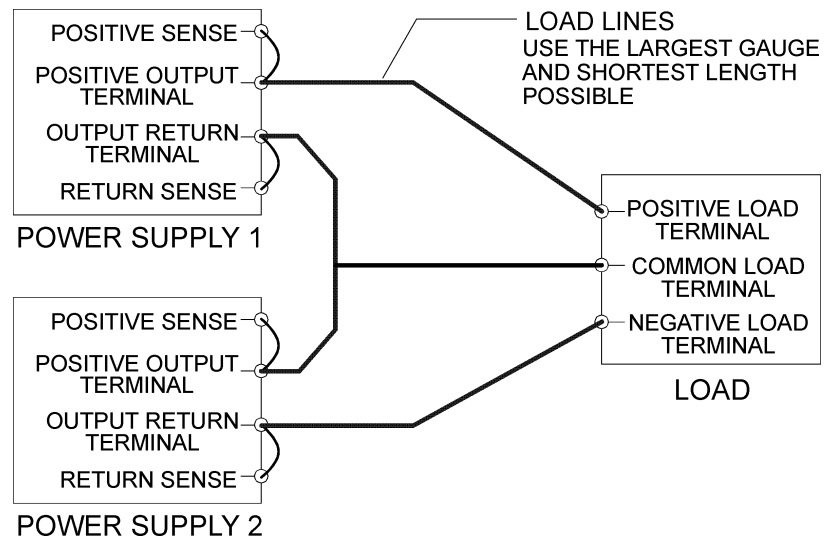 POSITIVE SENSE
POSITIVE OUTPUT
TERMINAL
OUTPUT RETURN
TERMINAL
RETURN SENSE
POWER SUPPLY 1
LOAD LINES
USE THE LARGEST GAUGE
AND SHORTEST LENGTH
POSSIBLE
POSITIVE LOAD
TERMINAL
COMMON LOAD
TERMINAL
NEGATIVE LOAD
TERMINAL
LOAD
POSITIVE SENSE
POSITIVE OUTPUT
TERMINAL
OUTPUT RETURN
TERMINAL
RETURN SENSE
POWER SUPPLY 2